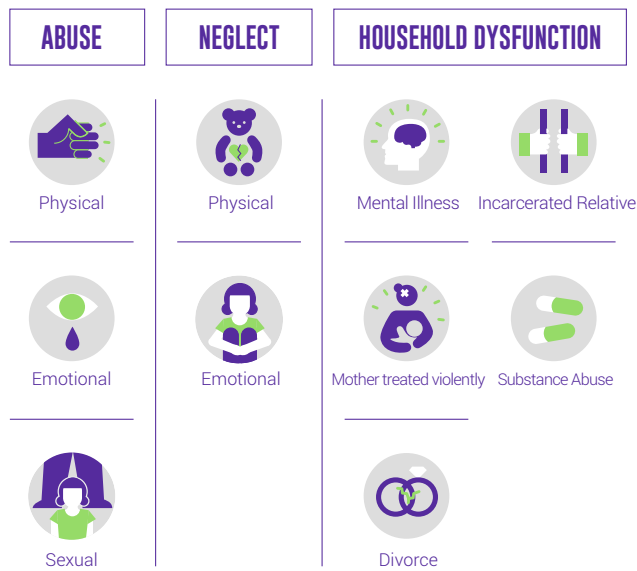 ABUSE
NEGLECT
HOUSEHOLD DYSFUNCTION
Physical
Physical
Mental Illness
Incarcerated Relative
Emotional
Emotional
Mother treated violently
Substance Abuse
Sexual
Divorce